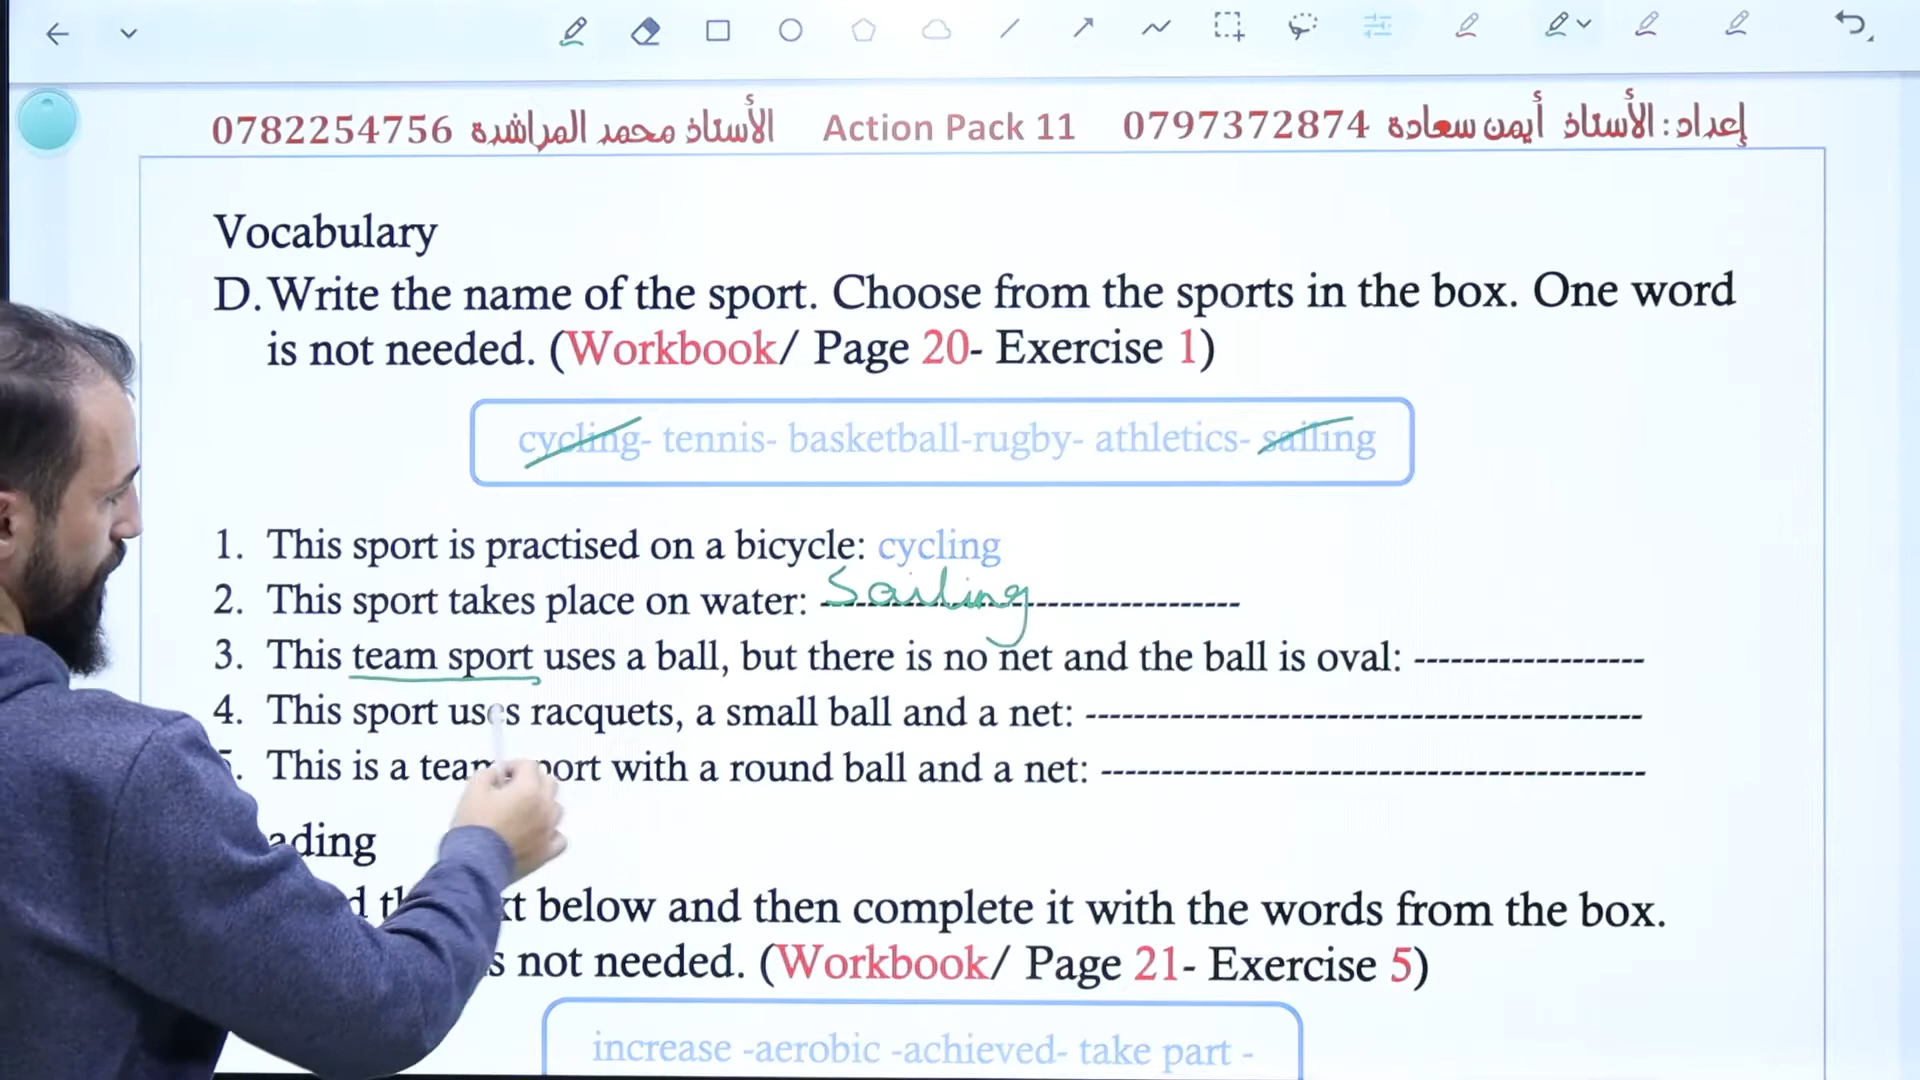 إعداد: الأستاذ أيمن سعادة 0797372874 Action Pack 11 الأستاذ محمد المراشدة 0782254756
Vocabulary
D. Write the name of the sport. Choose from the sports in the box. One word
is not needed. (Workbook/ Page 20- Exercise 1)
cycling- tennis- basketball-rugby- athletics- sailing
1. This sport is practised on a bicycle: cycling
2. This sport takes place on water: Sailing
3. This team sport uses a ball, but there is no net and the ball is oval: -------------------
4. This sport uses racquets, a small ball and a net: ----------------------------------------------
. This is a team sport with a round ball and a net: ---------------------------------------------
ading
below and then complete it with the words from the box.
not needed. (Workbook/ Page 21- Exercise 5)
increase -aerobic -achieved- take part -